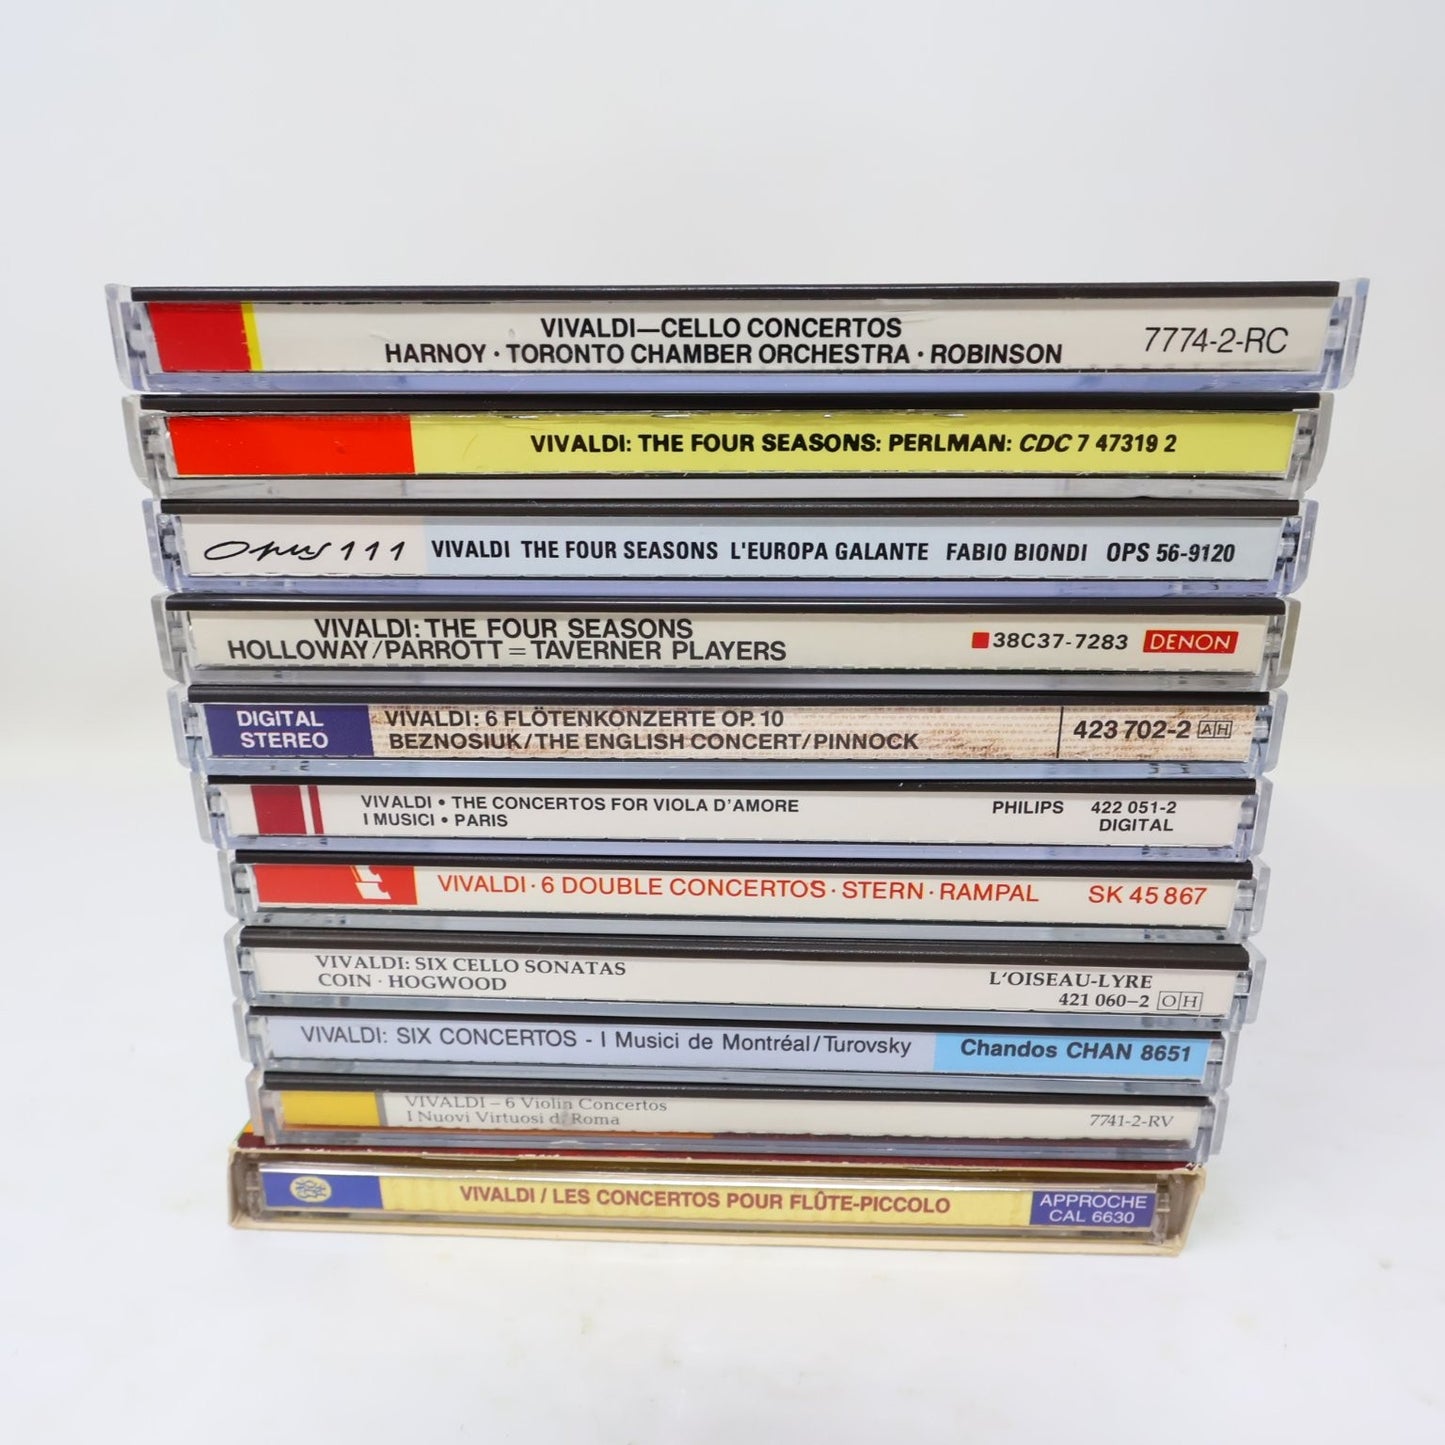 VIVALDI—CELLO CONCERTOS
HARNOY · TORONTO CHAMBER ORCHESTRA · ROBINSON
7774-2-RC
VIVALDI: THE FOUR SEASONS: PERLMAN: CDC 7 47319 2
Opus 111 VIVALDI THE FOUR SEASONS L'EUROPA GALANTE FABIO BIONDI OPS 56-9120
VIVALDI: THE FOUR SEASONS
HOLLOWAY/PARROTT = TAVERNER PLAYERS
38C37-7283 DENON
DIGITAL
STEREO
VIVALDI: 6 FLÖTENKONZERTE OP. 10
BEZNOSIUK/THE ENGLISH CONCERT/PINNOCK
423 702-2 AH
VIVALDI • THE CONCERTOS FOR VIOLA D'AMORE
I MUSICI • PARIS
PHILIPS 422 051-2
DIGITAL
VIVALDI · 6 DOUBLE CONCERTOS · STERN · RAMPAL SK 45 867
VIVALDI: SIX CELLO SONATAS
COIN · HOGWOOD
L'OISEAU-LYRE
421 060-2 OH
VIVALDI: SIX CONCERTOS - I Musici de Montréal/Turovsky Chandos CHAN 8651
VIVALDI – 6 Violin Concertos
I Nuovi Virtuosi di Roma
7741-2-RV
VIVALDI / LES CONCERTOS POUR FLÛTE-PICCOLO
APPROCHE
CAL 6630